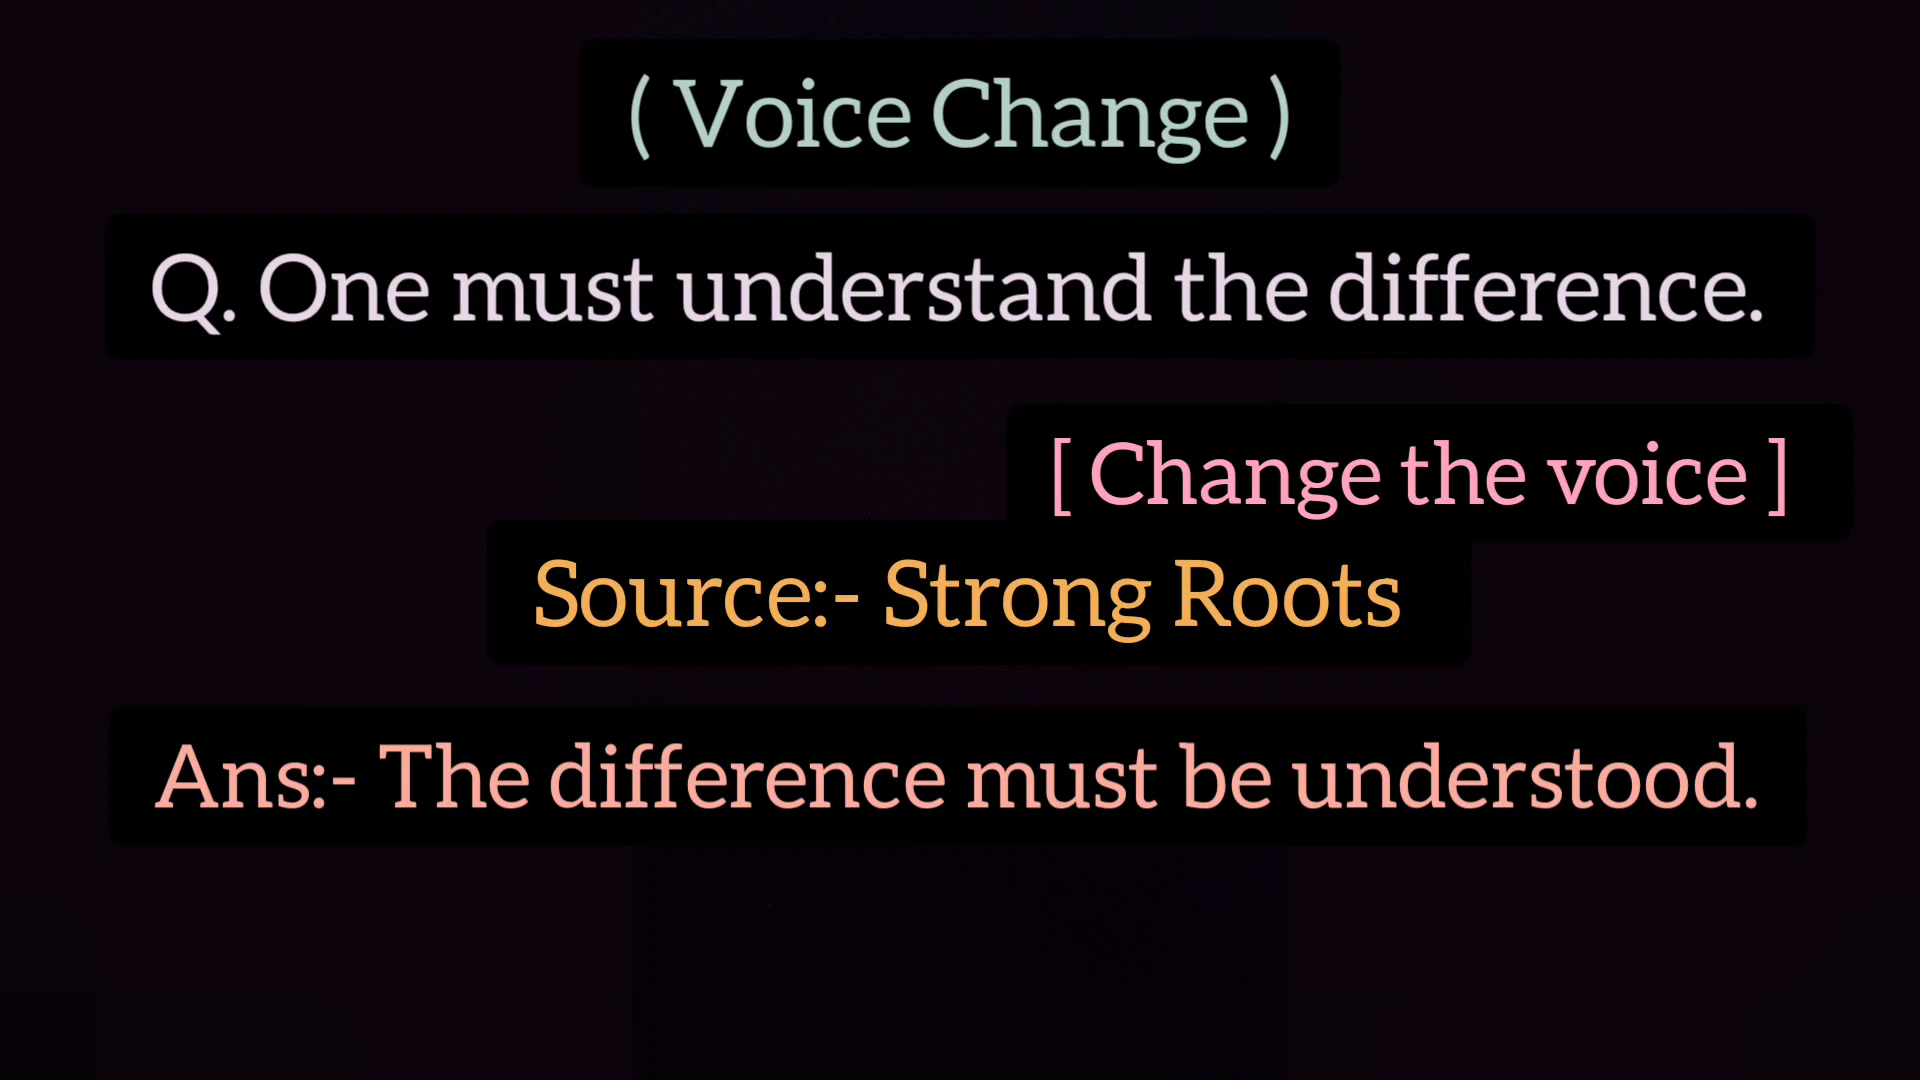 ( Voice Change )
Q. One must understand the difference.
[ Change the voice ]
Source:- Strong Roots
Ans:- The difference must be understood.